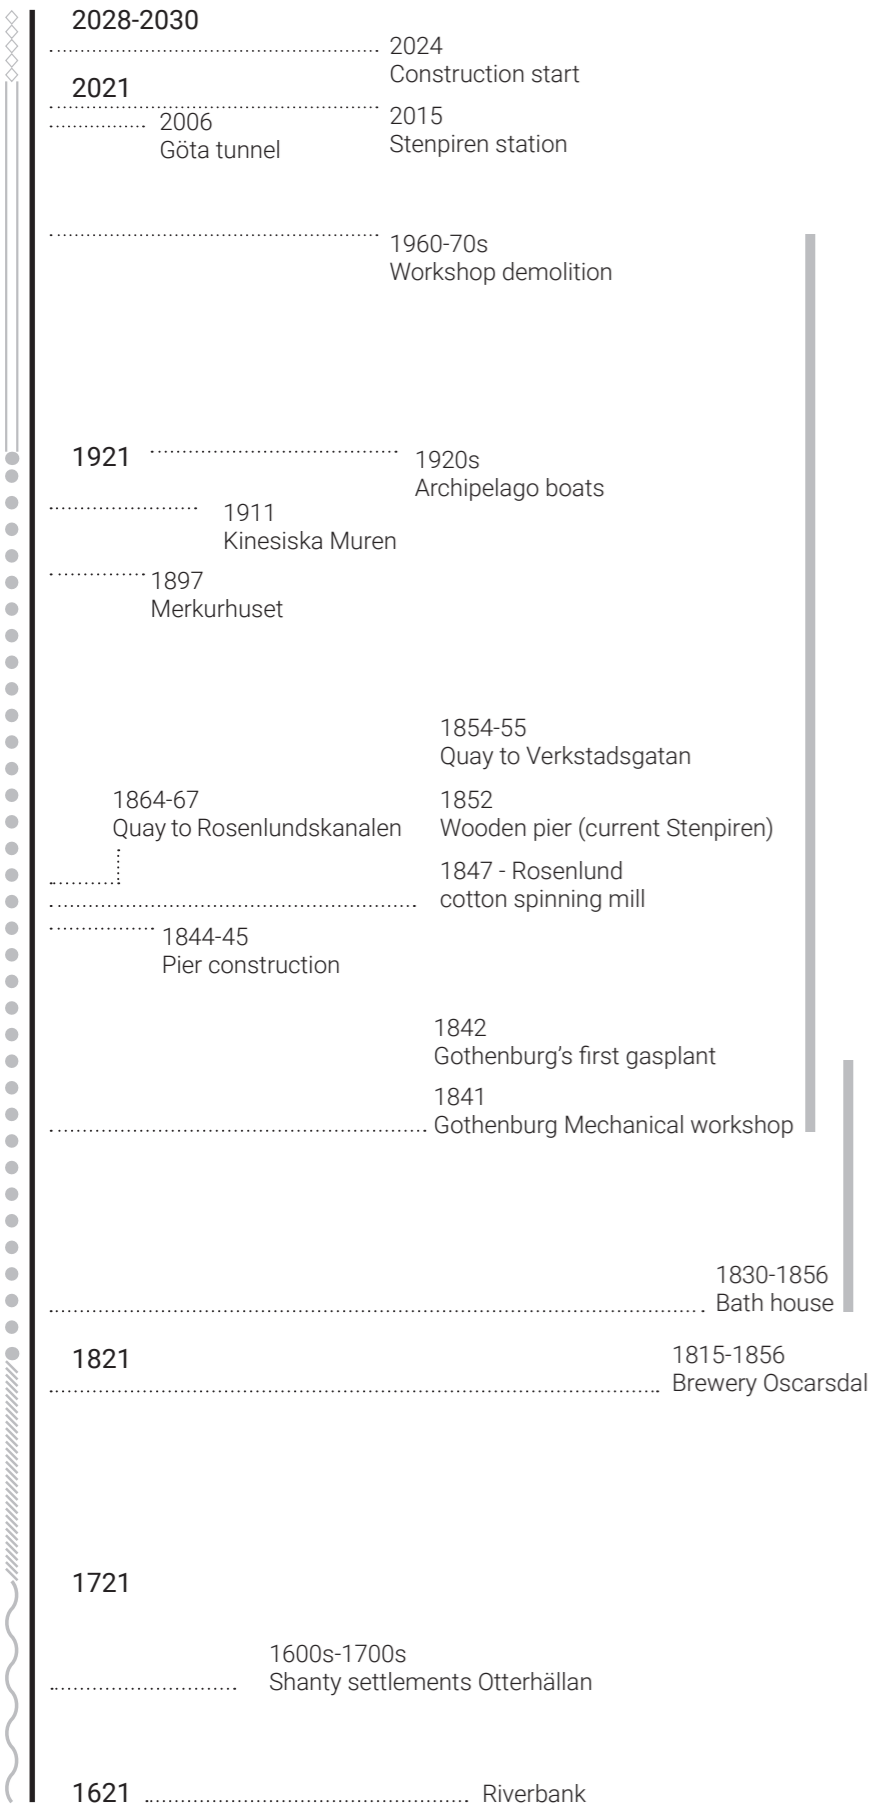 2028-2030
2024
Construction start
2021
2015
Stenpiren station
2006
Göta tunnel
1960-70s
Workshop demolition
1921
1920s
Archipelago boats
1911
Kinesiska Muren
1897
Merkurhuset
1854-55
Quay to Verkstadsgatan
1864-67
Quay to Rosenlundskanalen
1852
Wooden pier (current Stenpiren)
1847 - Rosenlund
cotton spinning mill
1844-45
Pier construction
1842
Gothenburg’s first gasplant
1841
Gothenburg Mechanical workshop
1830-1856
Bath house
1821
1815-1856
Brewery Oscarsdal
1721
1600s-1700s
Shanty settlements Otterhällan
1621
Riverbank